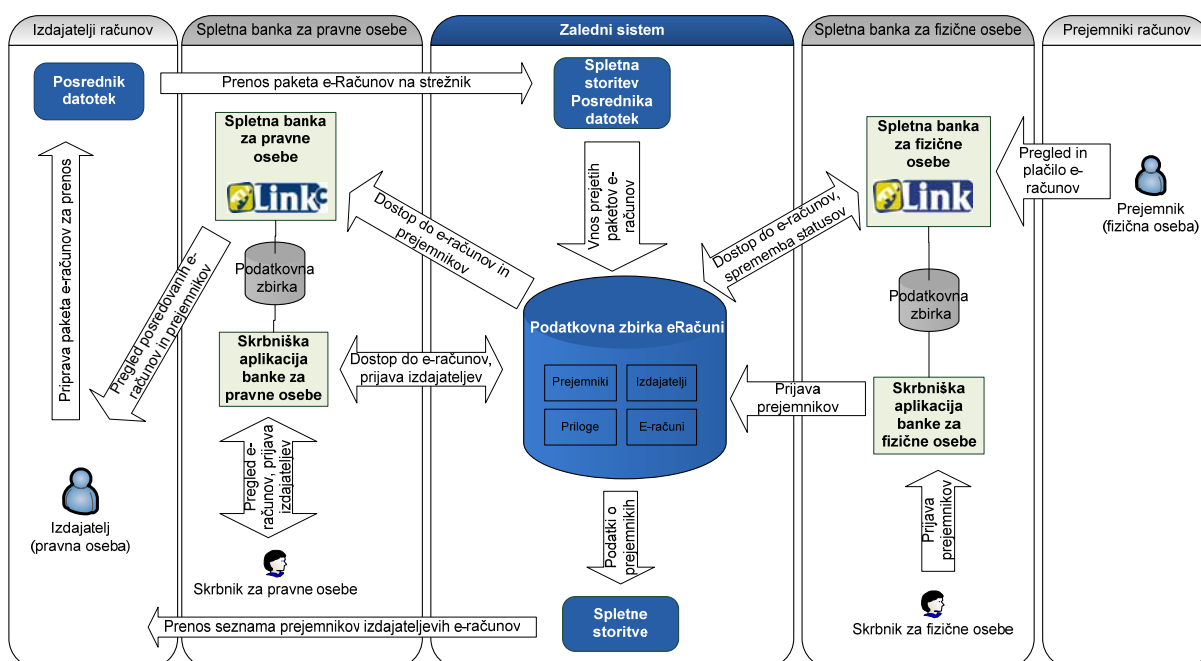 Izdajatelji računov
Spletna banka za pravne osebe
Zaledni sistem
Spletna banka za fizične osebe
Prejemniki računov
Posrednik
datotek
Prenos paketa e-Računov na strežnik
Spletna
storitev
Posrednika
datotek
Spletna banka
za pravne
osebe
Link
Spletna banka
za fizične
osebe
Link
Pregled in
plačilo e-
računov
Prejemnik
(fizična oseba)
Priprava paketa e-računov za prenos
Pregled posredovanih e-
računov in prejemnikov
Dostop do e-računov in
prejemnikov
Vnos prejetih
paketov e-
računov
Dostop do e-računov,
sprememba statusov
Podatkovna
zbirka
Podatkovna
zbirka
Podatkovna zbirka eRačuni
Prejemniki
Izdajatelji
Priloge
E-računi
Skrbniška
aplikacija
banke za
pravne osebe
Dostop do e-računov,
prijava izdajateljev
Prijava
prejemnikov
Skrbniška
aplikacija
banke za
fizične osebe
Pregled e-
računov, prijava
izdajateljev
Izdajatelj
(pravna oseba)
Podatki o
prejemnikih
Prijava
prejemnikov
Skrbnik za pravne osebe
Spletne
storitve
Prenos seznama prejemnikov izdajateljevih e-računov
Skrbnik za fizične osebe